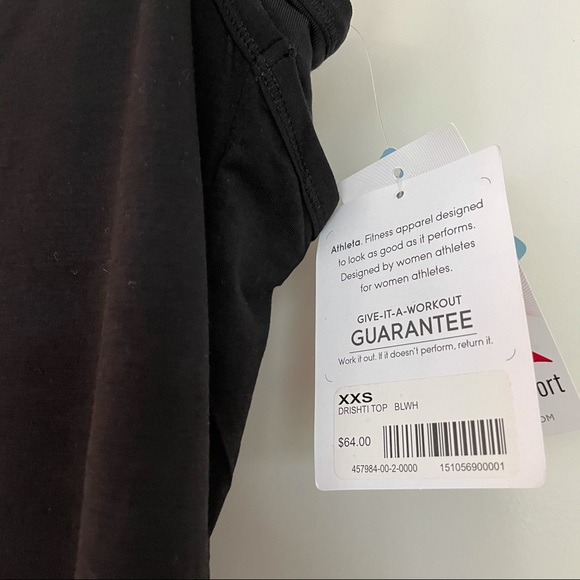 Athleta. Fitness apparel designed
to look as good as it performs.
Designed by women athletes
for women athletes.
GIVE-IT-A-WORKOUT
GUARANTEE
Work it out. If it doesn't perform, return it.
XXS
DRISHTI TOP BLWH
$64.00
457984-00-2-0000 151056900001
ort
OM